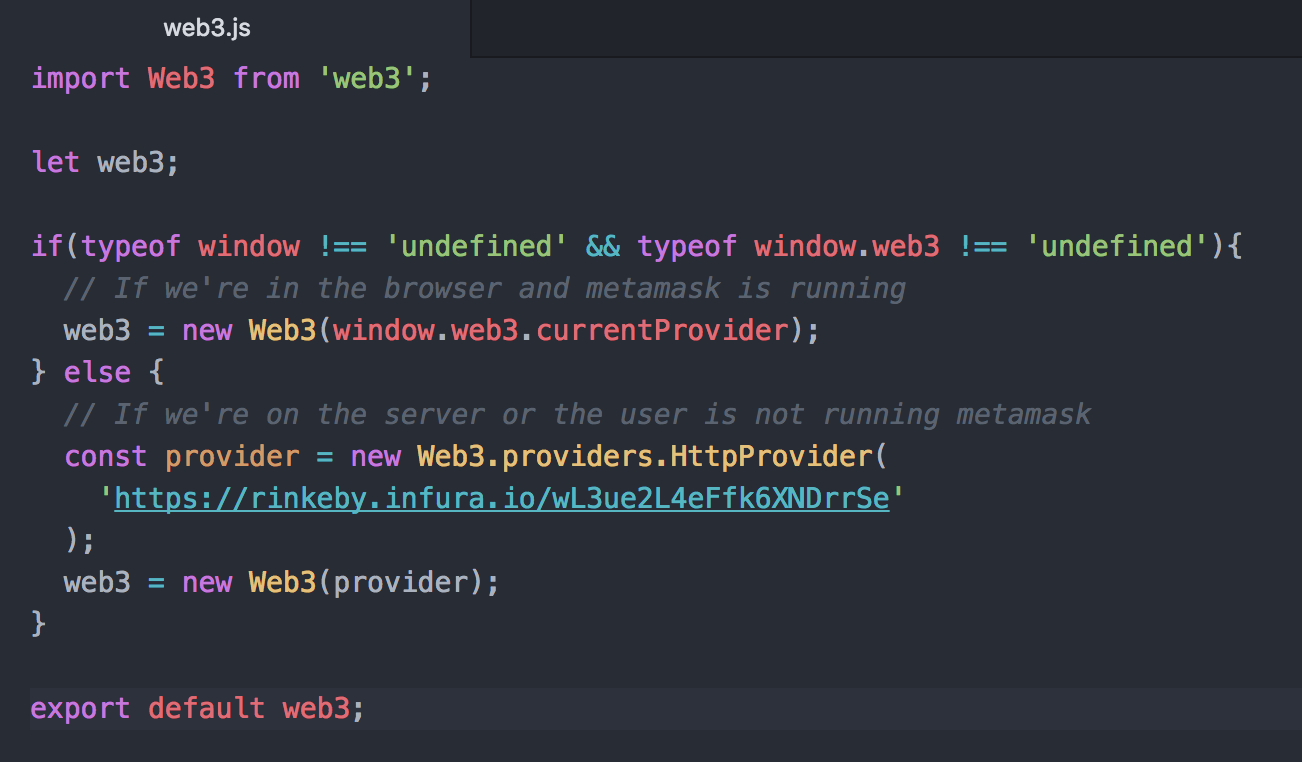 web3.js
import Web3 from 'web3';
let web3;
if(typeof window !== 'undefined' && typeof window.web3 !== 'undefined'){
// If we're in the browser and metamask is running
web3 = new Web3(window.web3.currentProvider);
} else {
// If we're on the server or the user is not running metamask
const provider = new Web3.providers.HttpProvider(
'https://rinkeby.infura.io/wL3ue2L4eFfk6XNDrrSe'
);
web3 = new Web3(provider);
}
export default web3;